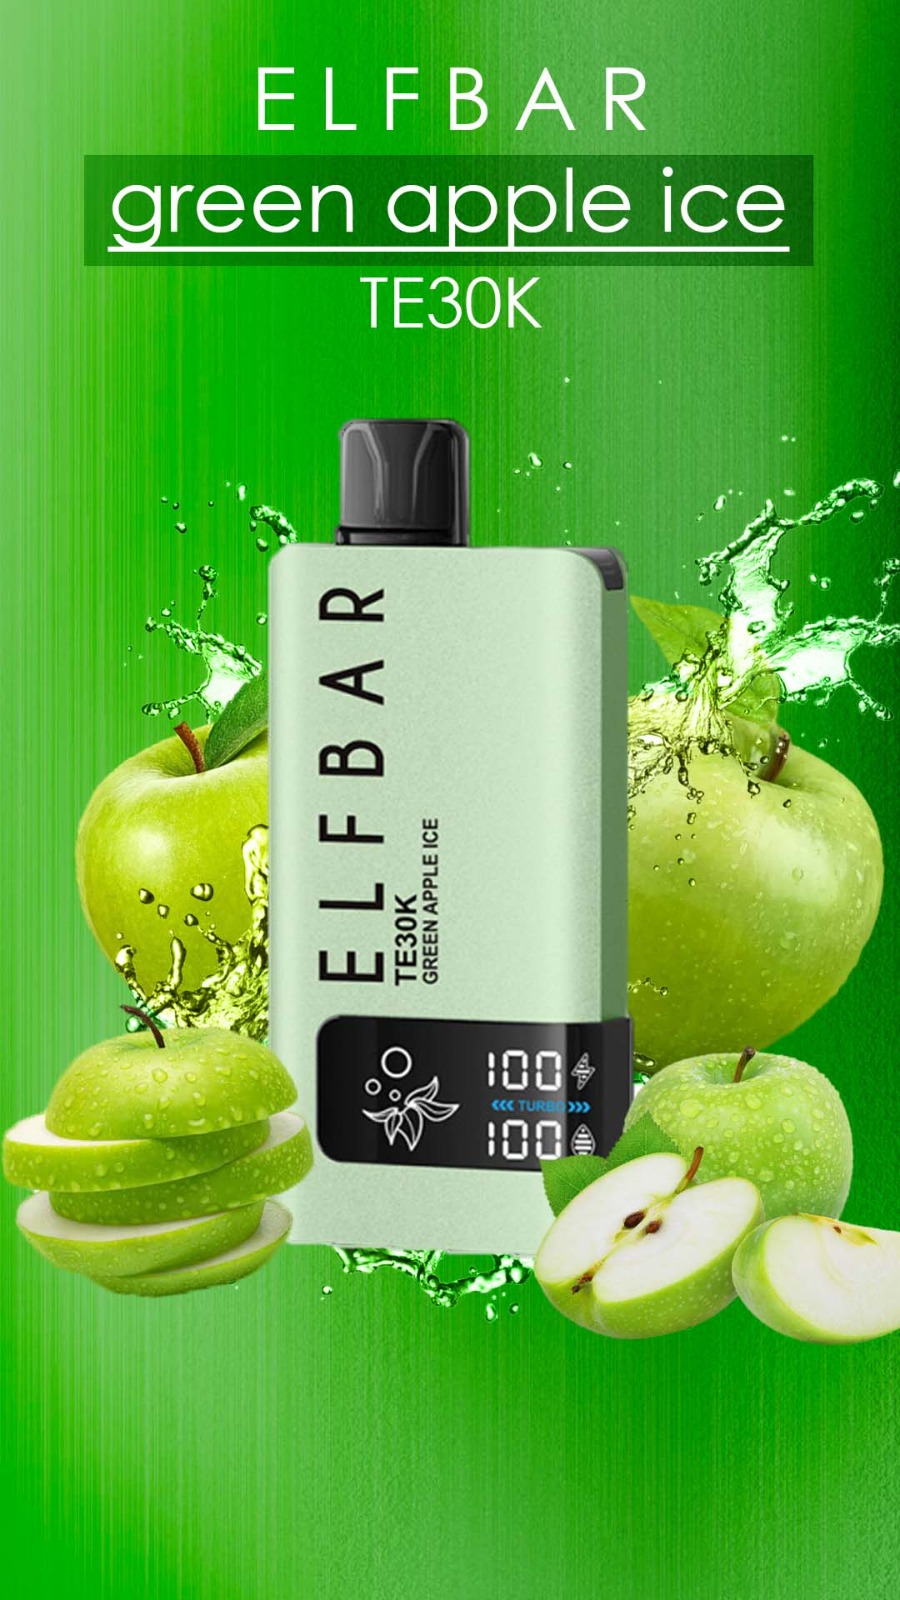 ELFBAR
green apple ice
TE30K
ELFBAR
TE30K
GREEN APPLE ICE
100
TURBO
100